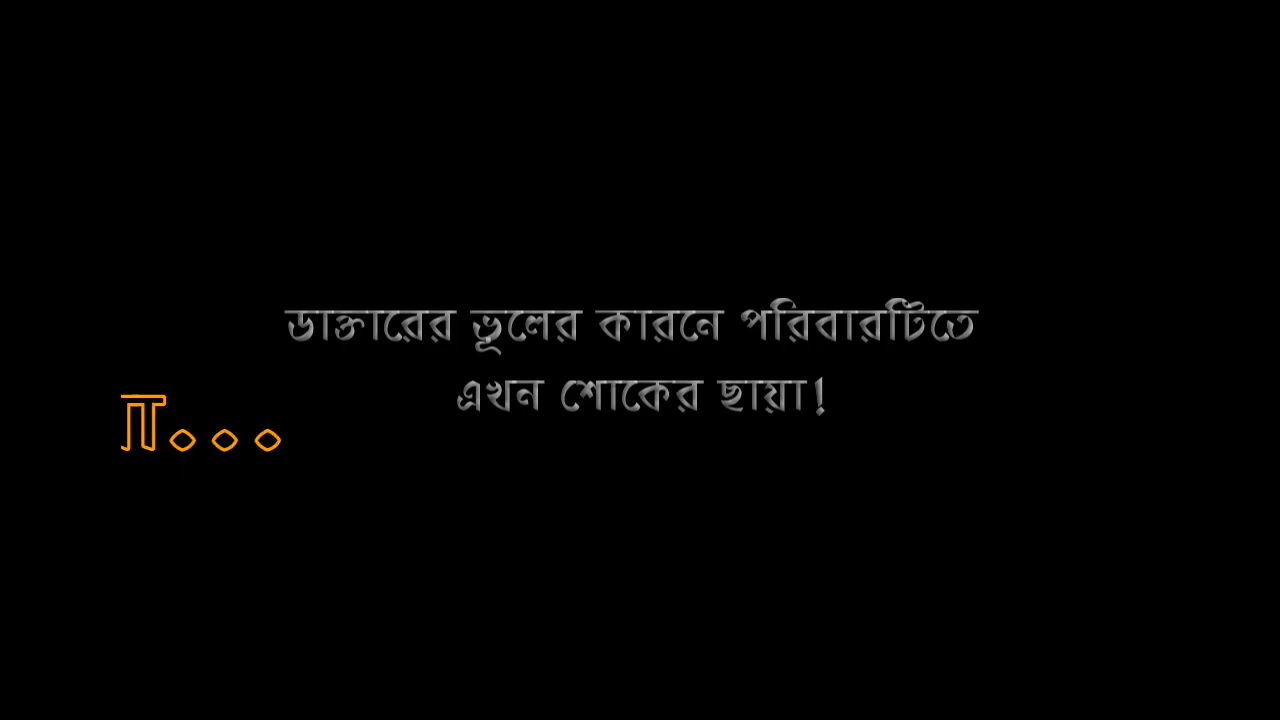 ডাক্তারের ভূলের কারনে পরিবারটিতে
এখন শোকের ছায়া!